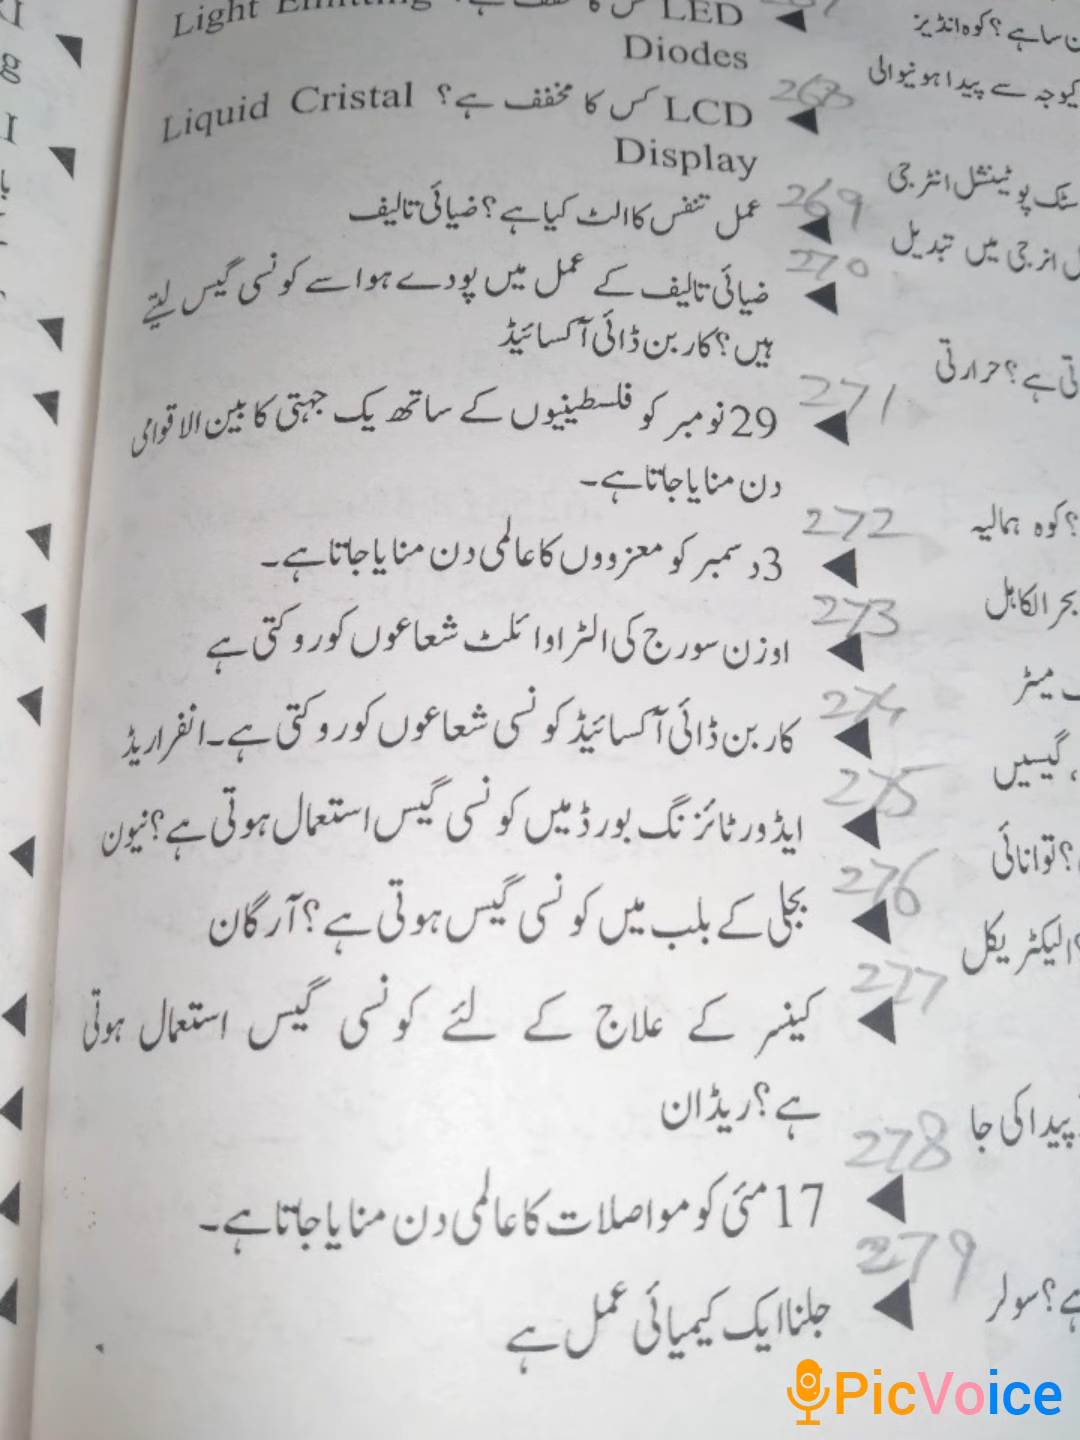 LED کس کا مخفف ہے؟ Light Emitting
Diodes
268
LCD کس کا مخفف ہے؟ Liquid Cristal
Display
269
عمل تنفس کا الٹ کیا ہے؟ ضیائی تالیف
270
ضیائی تالیف کے عمل میں پودے ہوا سے کونسی گیس لیتے
ہیں؟ کاربن ڈائی آکسائیڈ
271
29 نومبر کو فلسطینیوں کے ساتھ یک جہتی کا بین الاقوامی
دن منایا جاتا ہے۔
272
3 دسمبر کو معزووں کا عالمی دن منایا جاتا ہے۔
273
اوزن سورج کی الٹراوائلٹ شعاعوں کو روکتی ہے
274
کاربن ڈائی آکسائیڈ کونسی شعاعوں کو روکتی ہے۔ انفراریڈ
275
ایڈورٹائزنگ بورڈ میں کونسی گیس استعمال ہوتی ہے؟ نیون
276
بجلی کے بلب میں کونسی گیس ہوتی ہے؟ آرگان
277
کینسر کے علاج کے لئے کونسی گیس استعمال ہوتی
ہے؟ ریڈان
278
17 مئی کو مواصلات کا عالمی دن منایا جاتا ہے۔
279
جلنا ایک کیمیائی عمل ہے
سا ہے؟ کوہ انڈیز
کیوجہ سے پیدا ہونیوالی
پوٹینشل انٹرجی
انرجی میں تبدیل
ہے؟ حرارتی
؟ کوہ ہمالیہ
بحر الکاہل
میٹر
گیسیں
؟ توانائی
؟ الیکٹریکل
پیدا کی جا
ہے؟ سولر
PicVoice